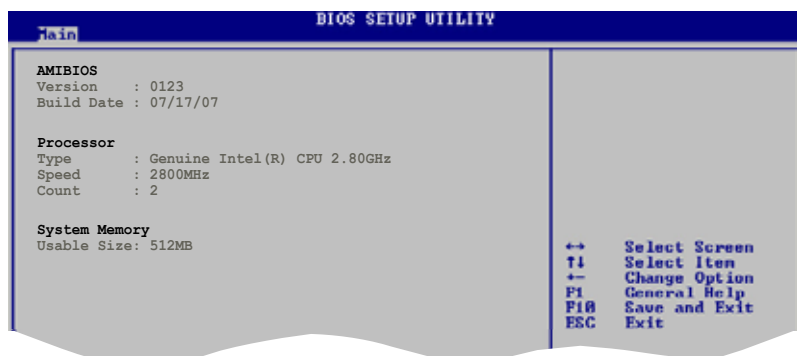 BIOS SETUP UTILITY
Main
AMIBIOS
Version : 0123
Build Date : 07/17/07
Processor
Type : Genuine Intel(R) CPU 2.80GHz
Speed : 2800MHz
Count : 2
System Memory
Usable Size: 512MB
↔ Select Screen
↑↓ Select Item
+- Change Option
F1 General Help
F10 Save and Exit
ESC Exit